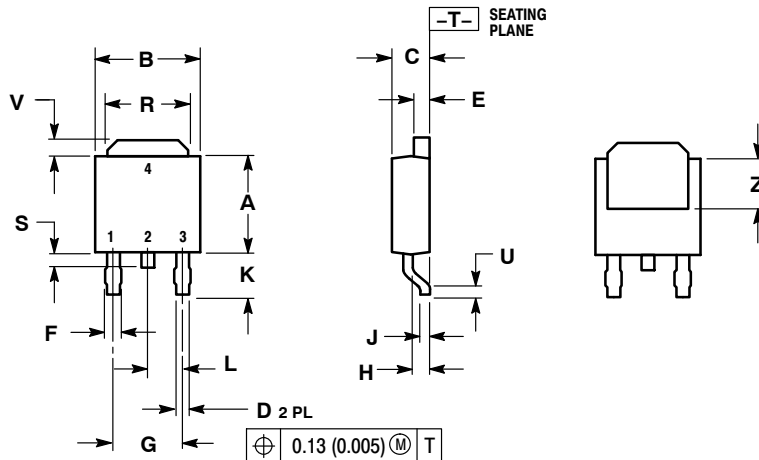 –T– SEATING
PLANE
C
B
V
R
E
4
Z
A
S
1 2 3
U
K
F
J
L
H
D 2 PL
G
⌖ 0.13 (0.005) Ⓜ T